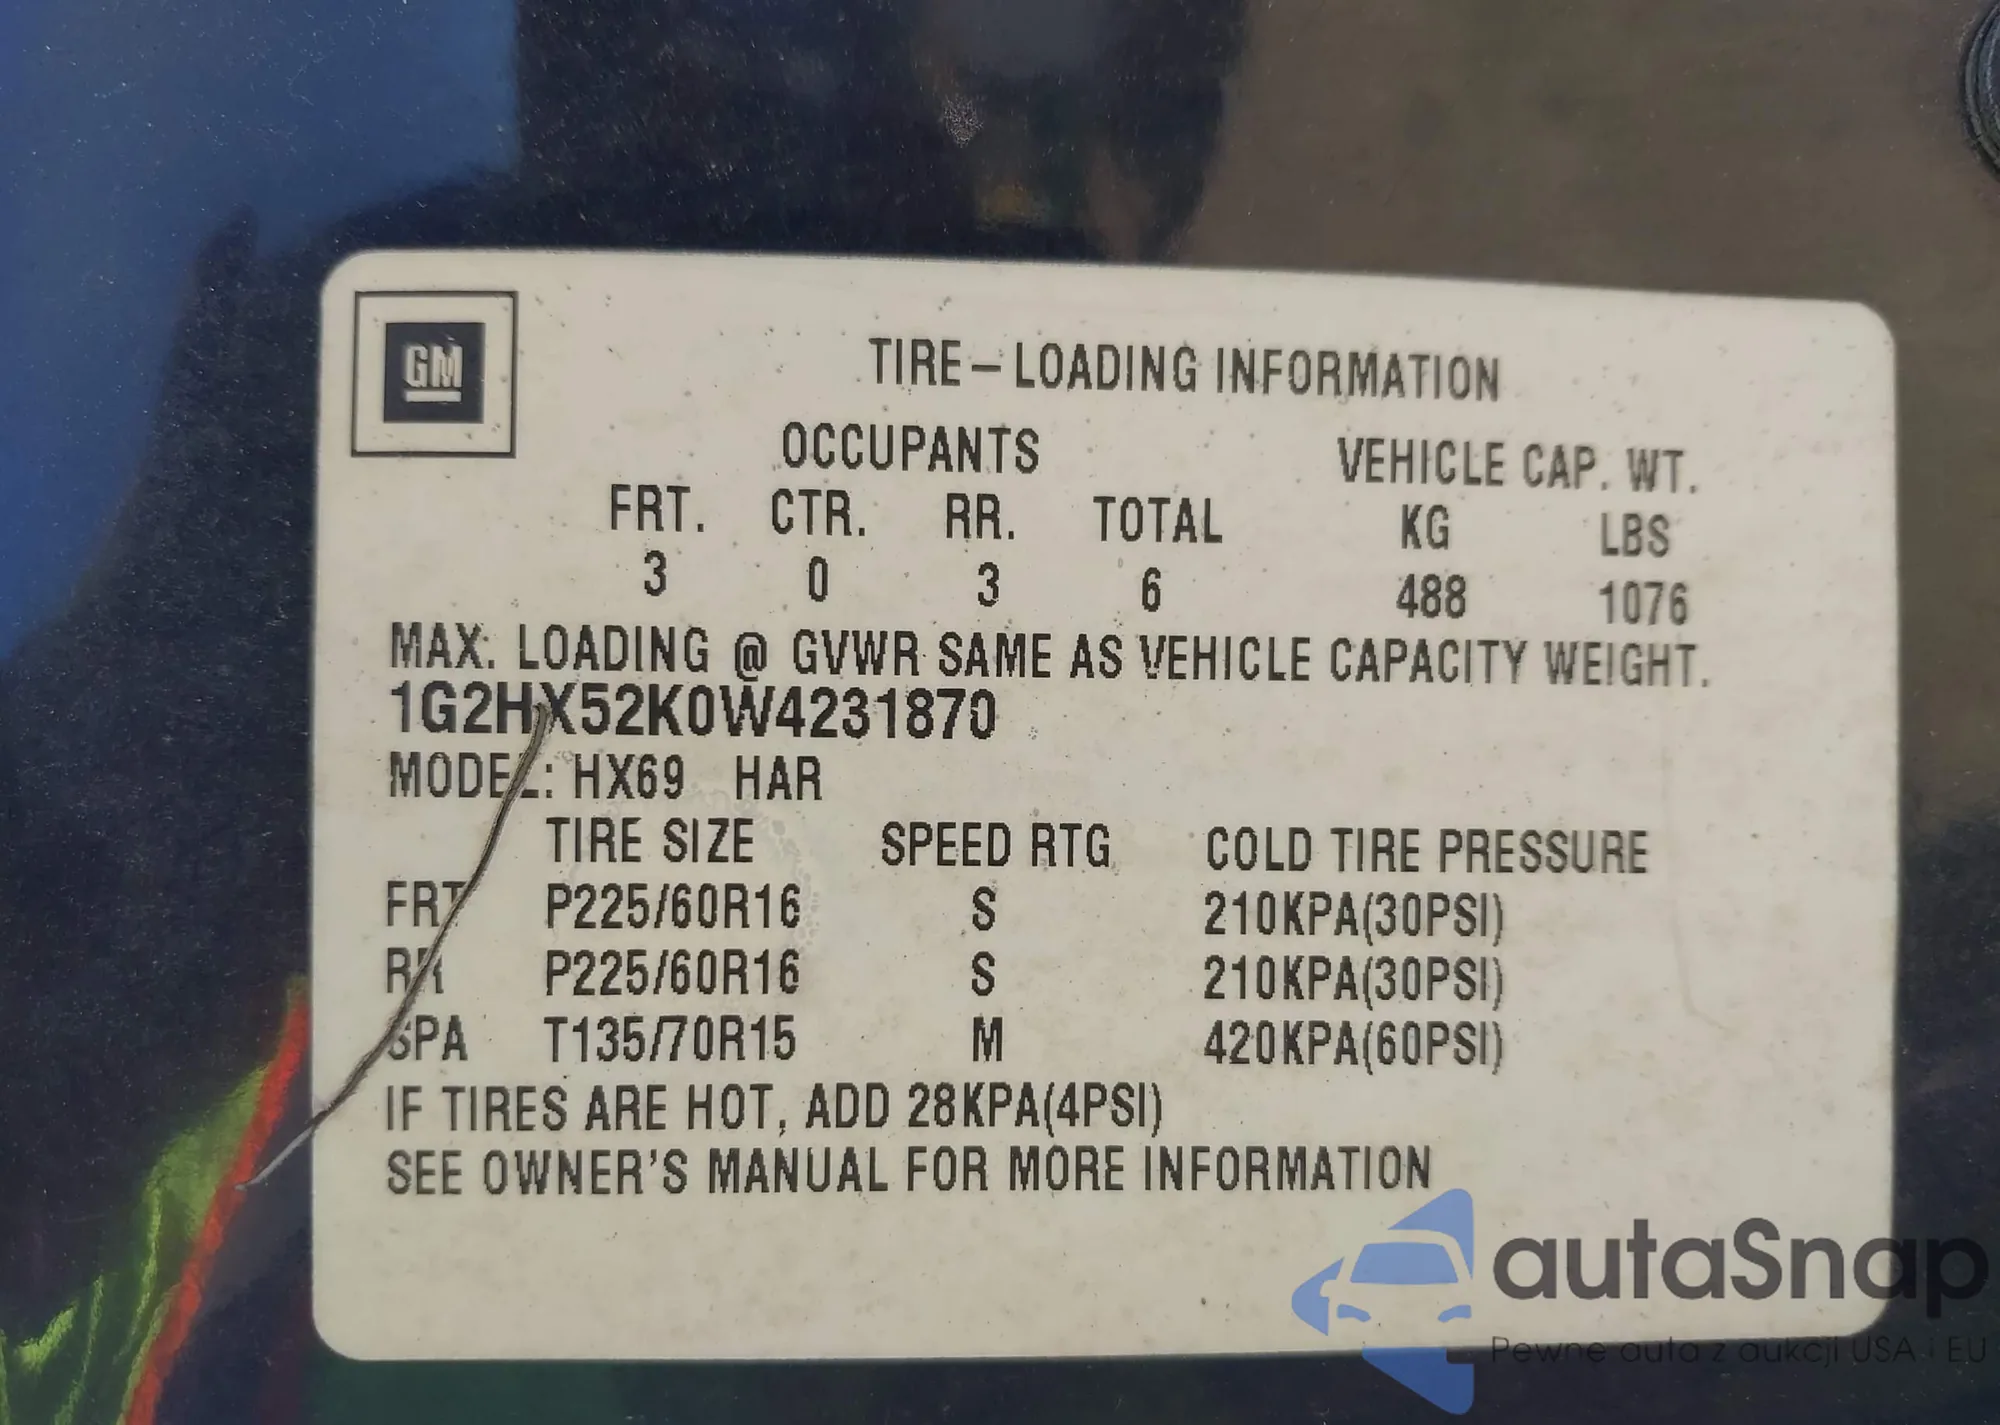 GM
TIRE – LOADING INFORMATION
OCCUPANTS VEHICLE CAP. WT.
FRT. CTR. RR. TOTAL KG LBS
3 0 3 6 488 1076
MAX. LOADING @ GVWR SAME AS VEHICLE CAPACITY WEIGHT.
1G2HX52K0W4231870
MODEL: HX69 HAR
TIRE SIZE SPEED RTG COLD TIRE PRESSURE
FRT P225/60R16 S 210KPA(30PSI)
RR P225/60R16 S 210KPA(30PSI)
SPA T135/70R15 M 420KPA(60PSI)
IF TIRES ARE HOT, ADD 28KPA(4PSI)
SEE OWNER'S MANUAL FOR MORE INFORMATION
autaSnap
Pewne auta z aukcji USA i EU